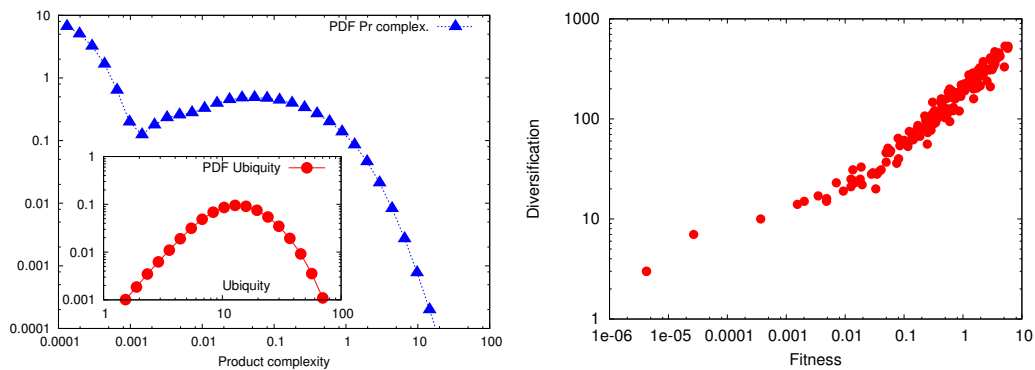 10
1
0.1
0.01
0.001
0.0001
0.0001 0.001 0.01 0.1 1 10 100
Product complexity
PDF Pr complex.
1
0.1
0.01
0.001
1 10 100
Ubiquity
PDF Ubiquity
1000
100
10
1
1e-06 1e-05 0.0001 0.001 0.01 0.1 1 10
Fitness
Diversification